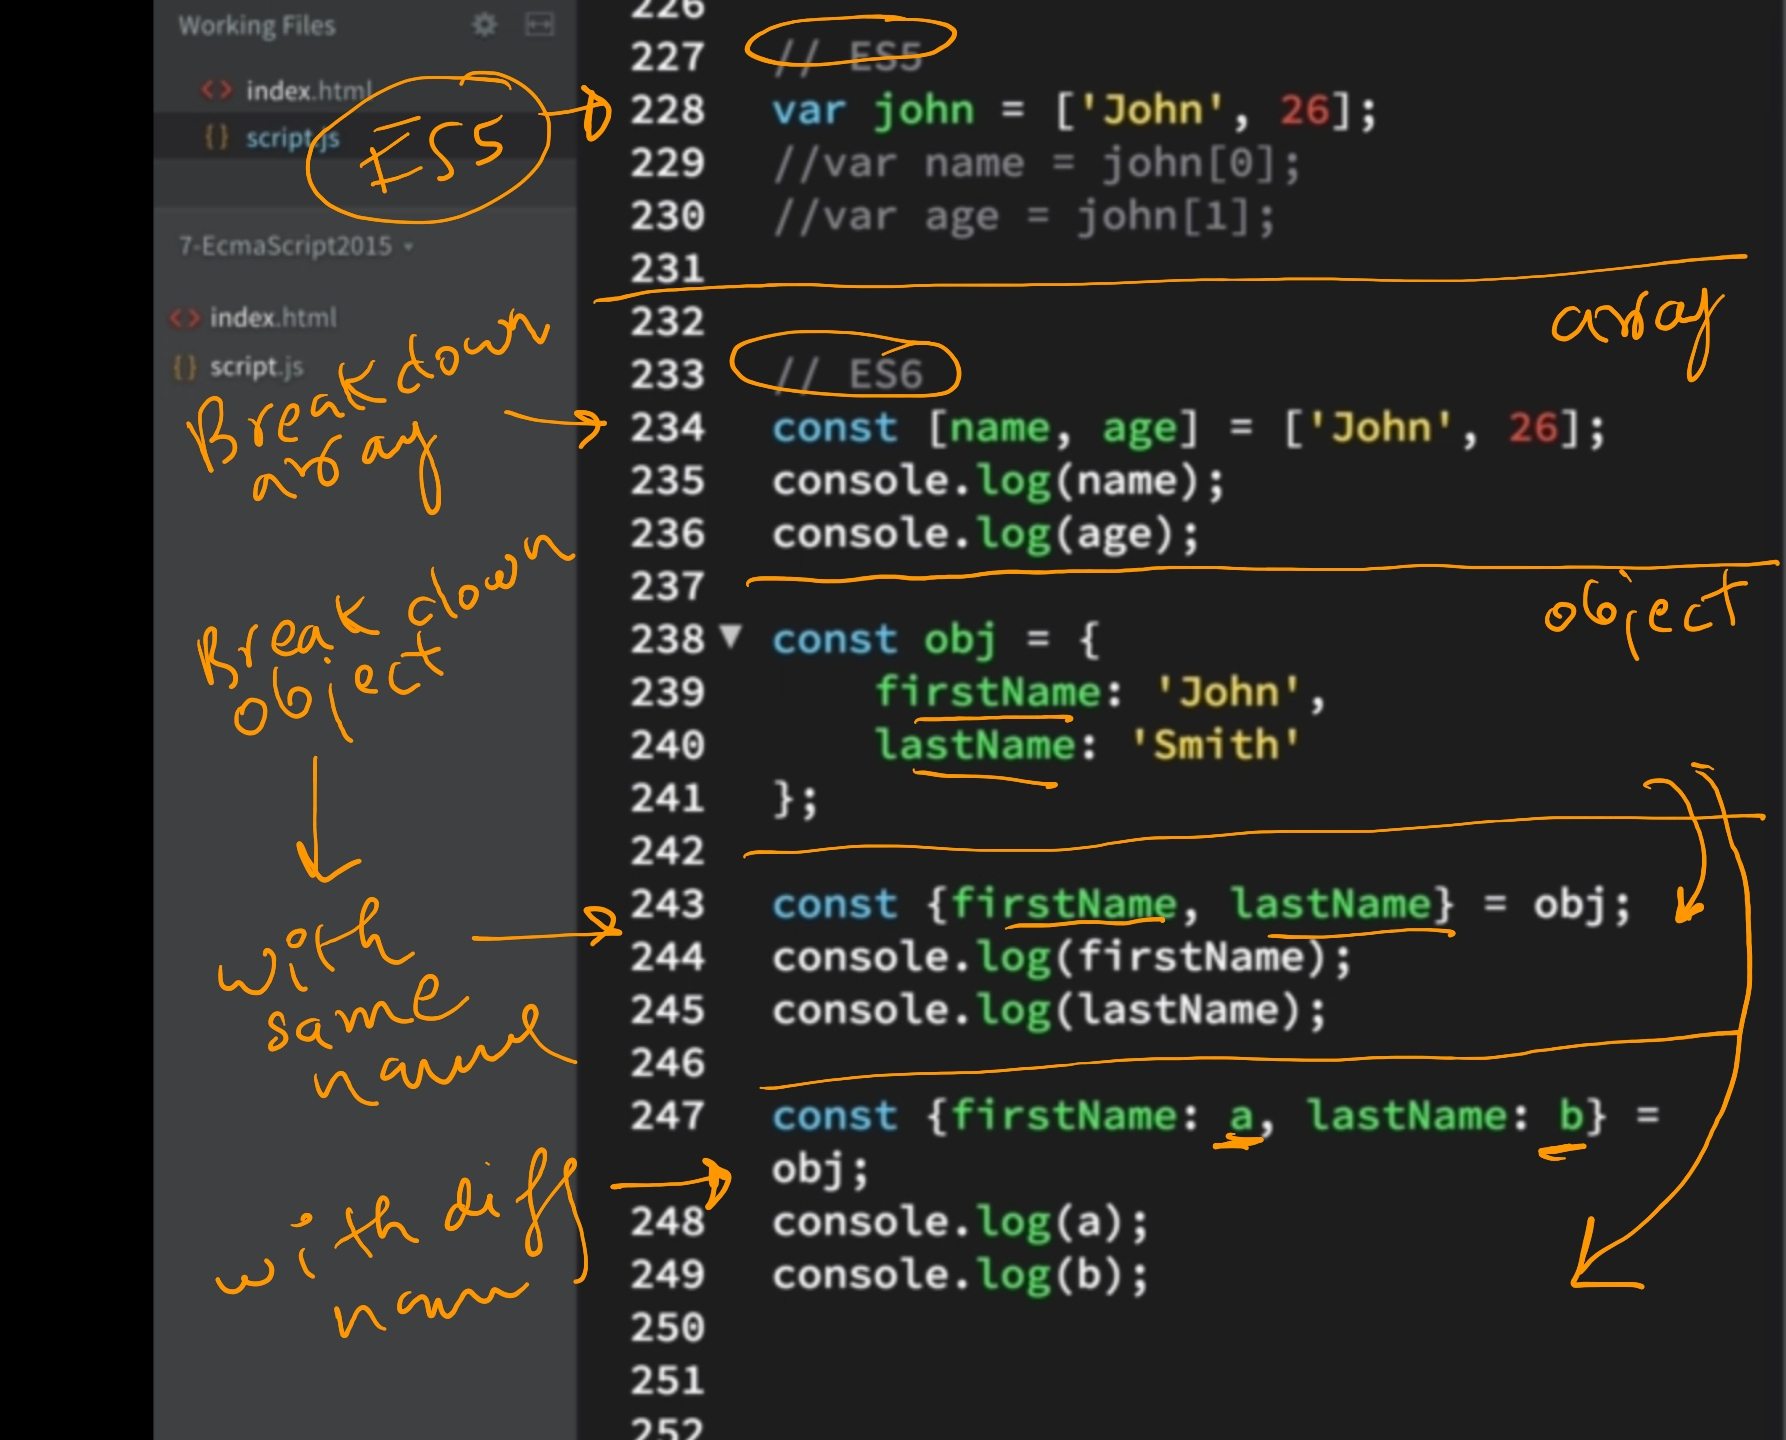 Working Files
index.html
script.js
ES5
7-EcmaScript2015
index.html
script.js
Break down
array
Break down
object
with
same
name
with diff
name
226
227 // ES5
228 var john = ['John', 26];
229 //var name = john[0];
230 //var age = john[1];
231
array
232
233 // ES6
234 const [name, age] = ['John', 26];
235 console.log(name);
236 console.log(age);
237
object
238 const obj = {
239 firstName: 'John',
240 lastName: 'Smith'
241 };
242
243 const {firstName, lastName} = obj;
244 console.log(firstName);
245 console.log(lastName);
246
247 const {firstName: a, lastName: b} =
obj;
248 console.log(a);
249 console.log(b);
250
251
252